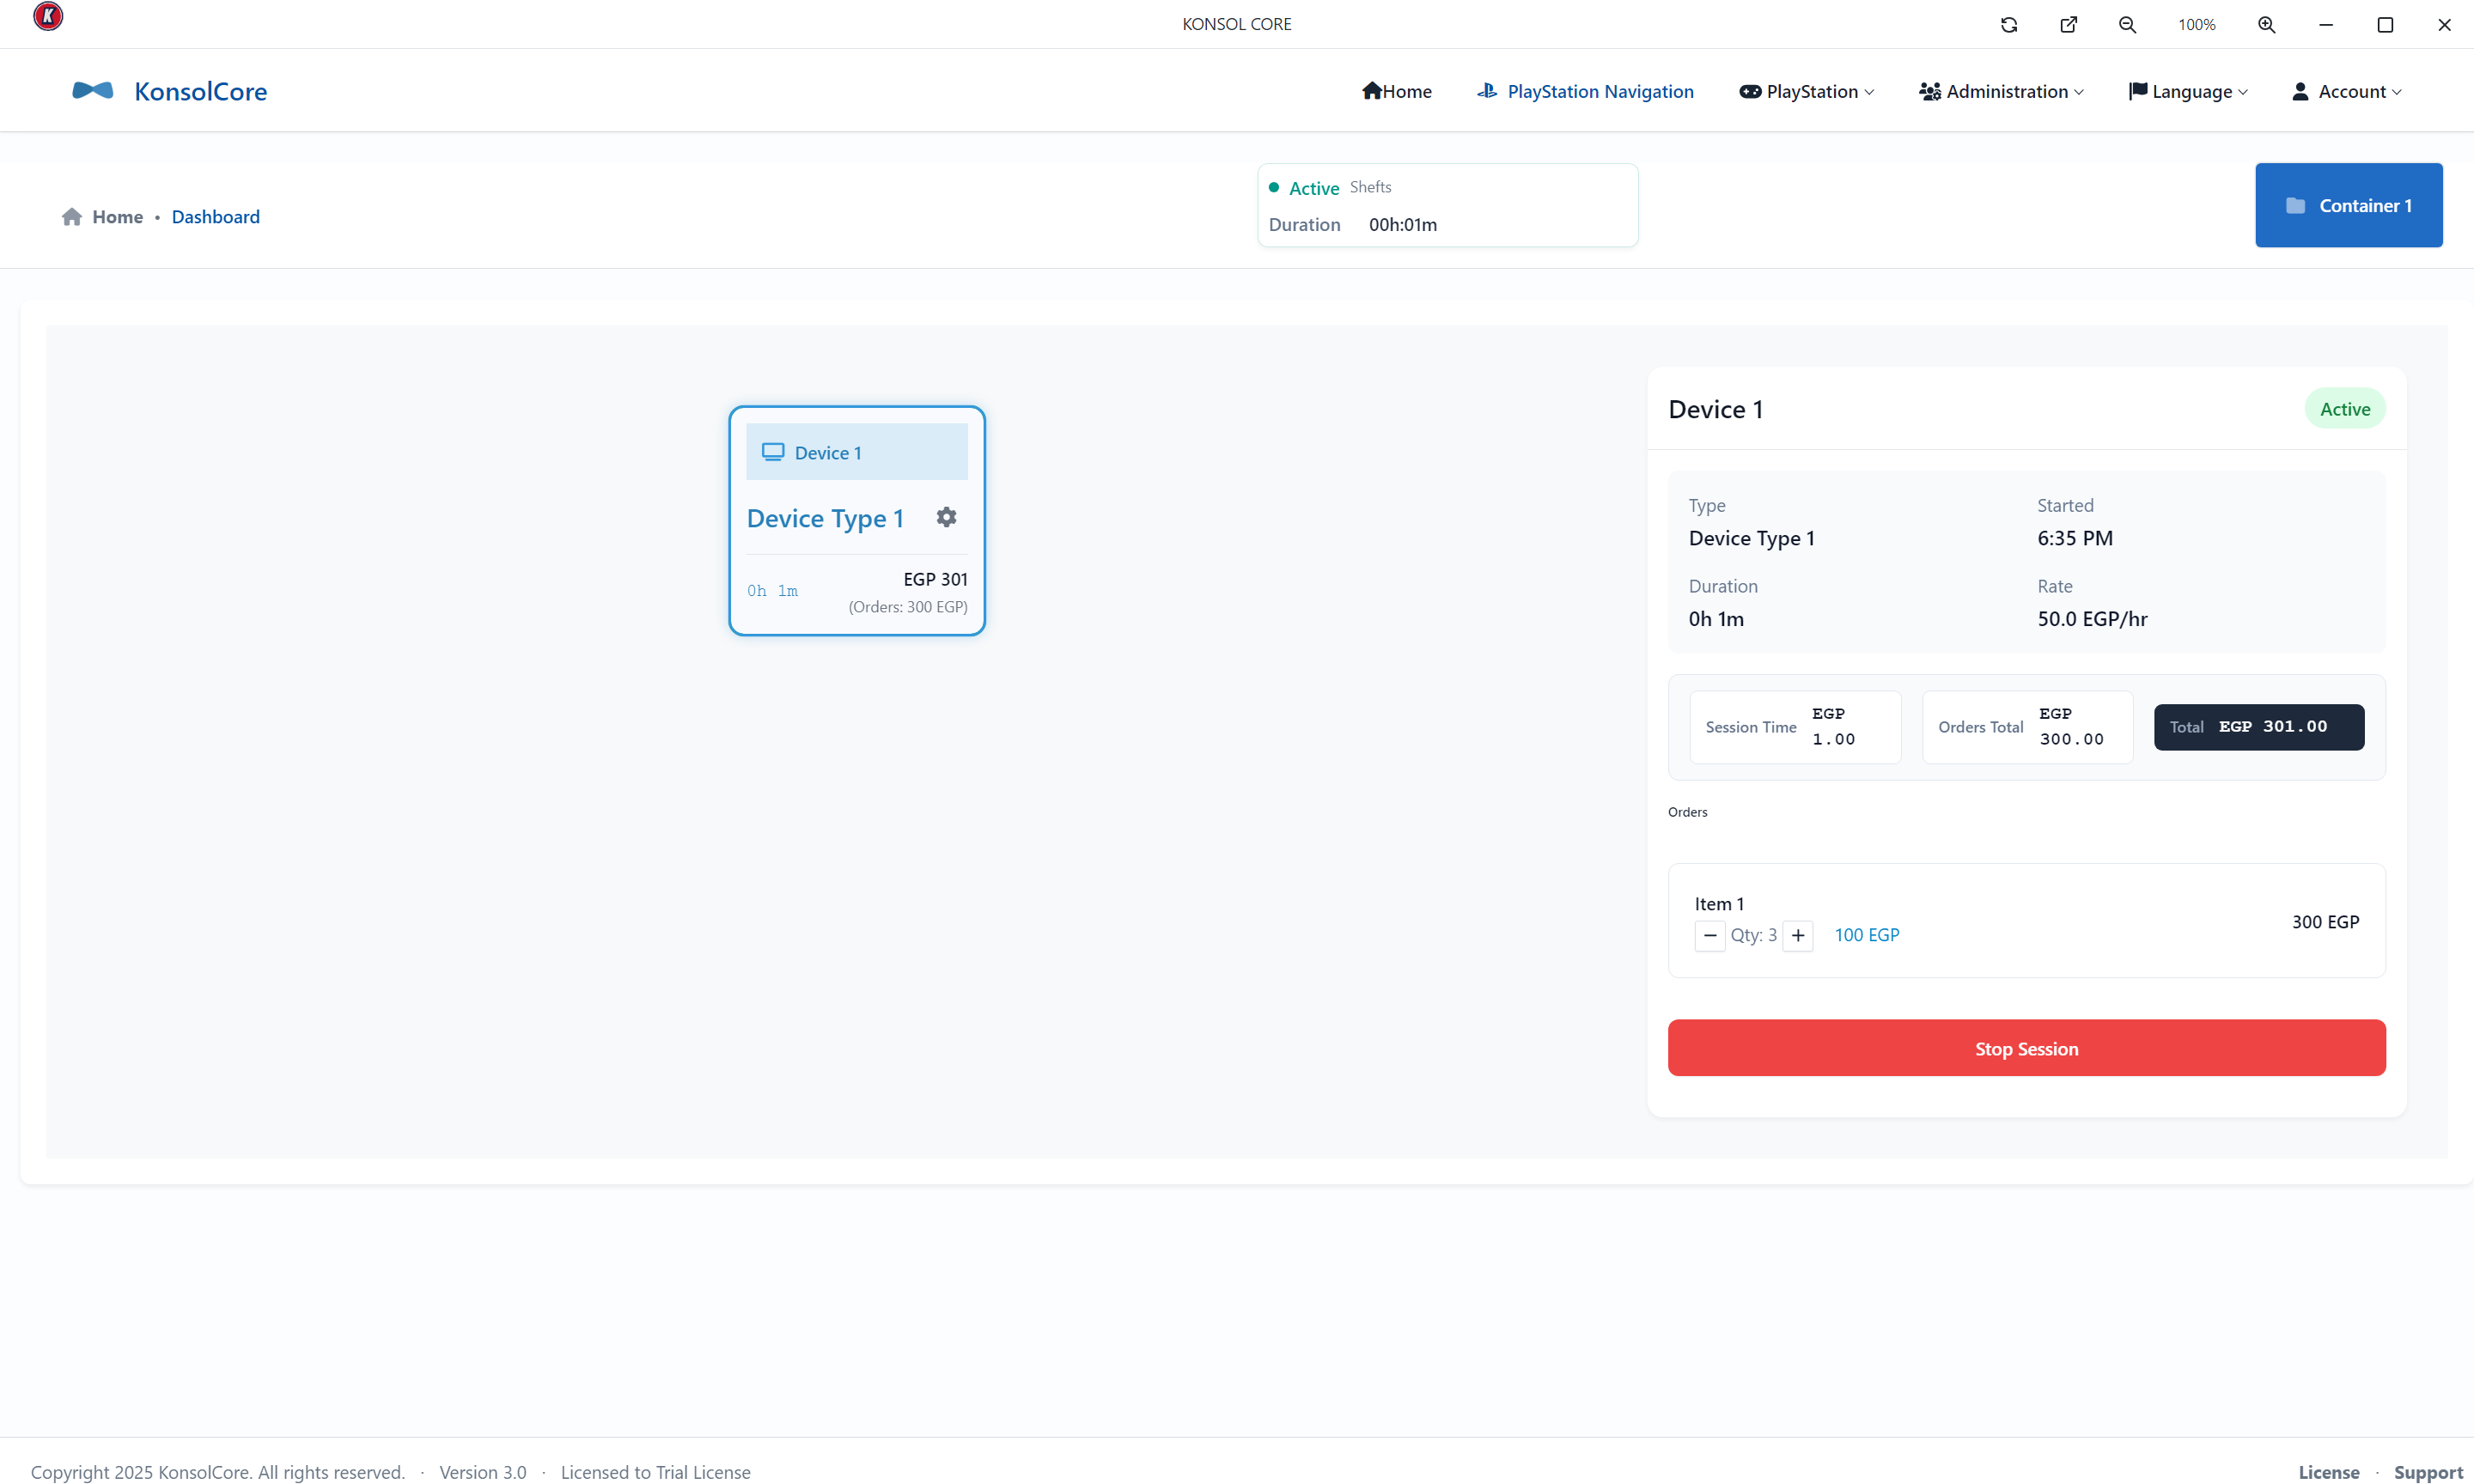 K
KONSOL CORE
100%
KonsolCore
Home
PlayStation Navigation
PlayStation
Administration
Language
Account
Home • Dashboard
Active Shefts
Duration 00h:01m
Container 1
Device 1
Device Type 1
0h 1m
EGP 301
(Orders: 300 EGP)
Device 1
Active
Type
Device Type 1
Started
6:35 PM
Duration
0h 1m
Rate
50.0 EGP/hr
Session Time
EGP
1.00
Orders Total
EGP
300.00
Total EGP 301.00
Orders
Item 1
Qty: 3
100 EGP
300 EGP
Stop Session
Copyright 2025 KonsolCore. All rights reserved. · Version 3.0 · Licensed to Trial License
License · Support